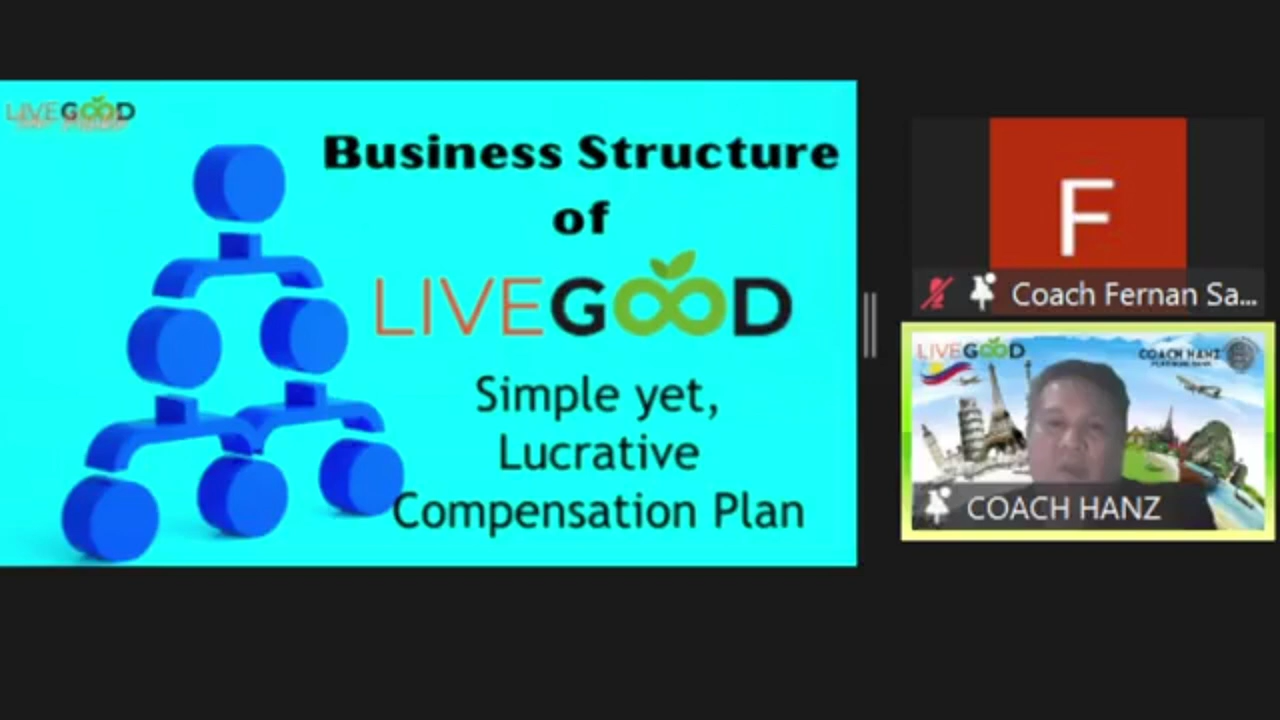 LIVEGOOD
Business Structure
of
LIVEGOOD
Simple yet,
Lucrative
Compensation Plan
F
Coach Fernan Sa...
LIVEGOOD
COACH HANZ
COACH HANZ